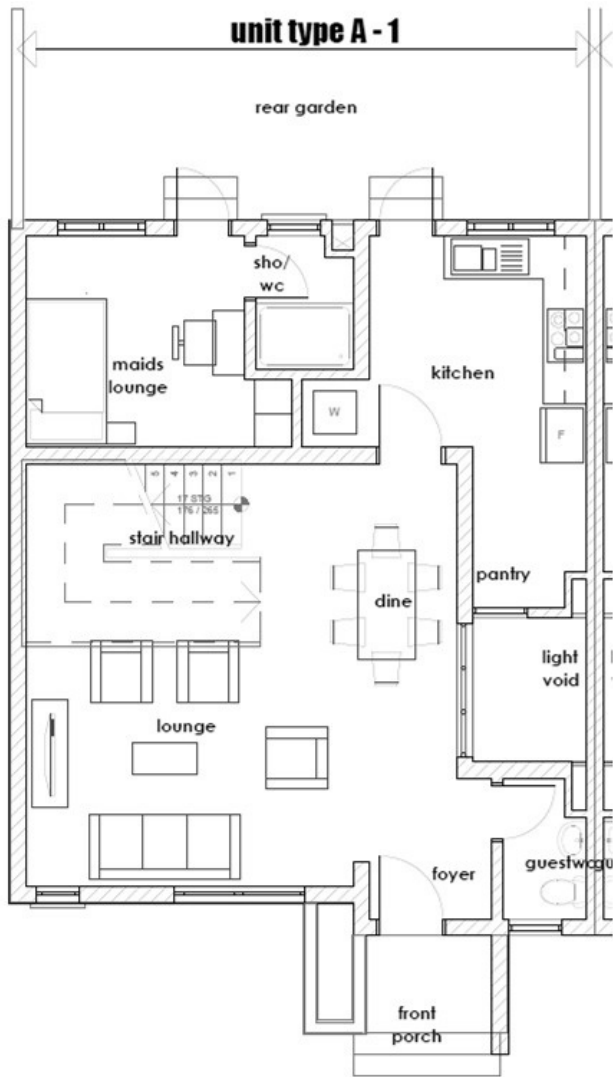 unit type A - 1
rear garden
sho/
wc
maids
lounge
kitchen
W
F
5 4 3 2 1
17 STG
176 / 265
stair hallway
dine
pantry
light
void
lounge
foyer
guestwc
gu
front
porch